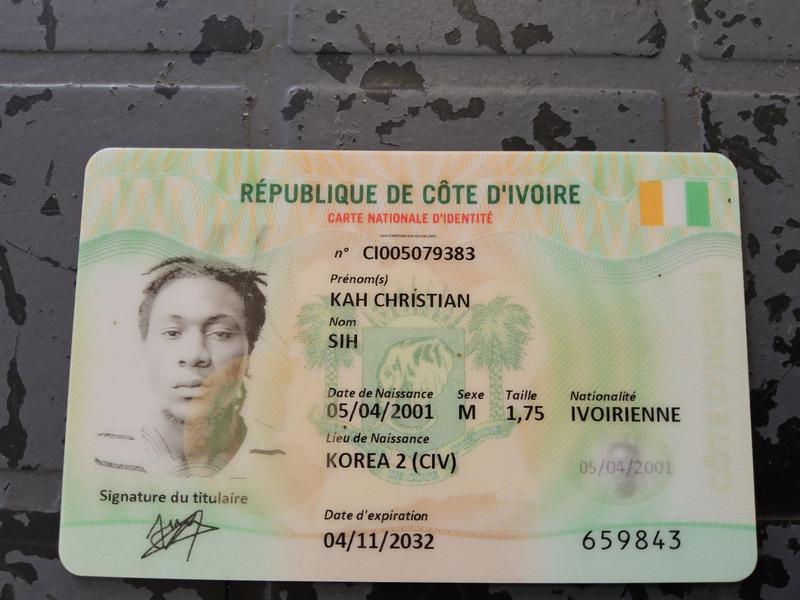 RÉPUBLIQUE DE CÔTE D'IVOIRE
CARTE NATIONALE D'IDENTITÉ
n° CI005079383
Prénom(s)
KAH CHRISTIAN
Nom
SIH
Date de Naissance Sexe Taille Nationalité
05/04/2001 M 1,75 IVOIRIENNE
Lieu de Naissance
KOREA 2 (CIV)
05/04/2001
Signature du titulaire
Date d'expiration
04/11/2032
659843
CÔTE D'IVOIRE